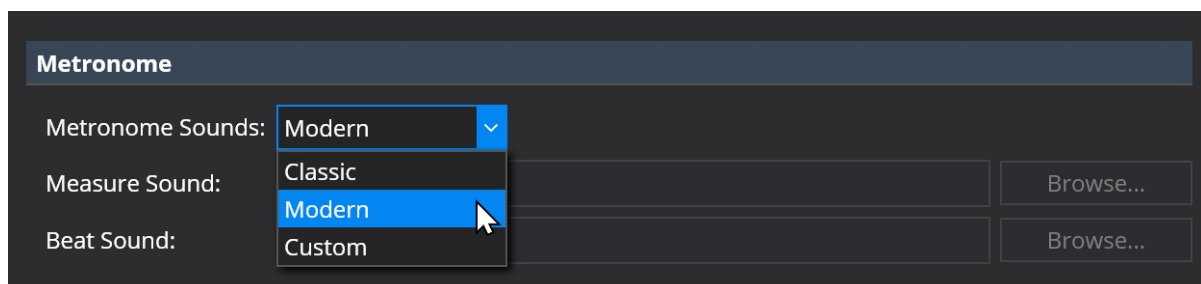 Metronome
Metronome Sounds: Modern
Classic
Measure Sound: Browse...
Modern
Beat Sound: Browse...
Custom